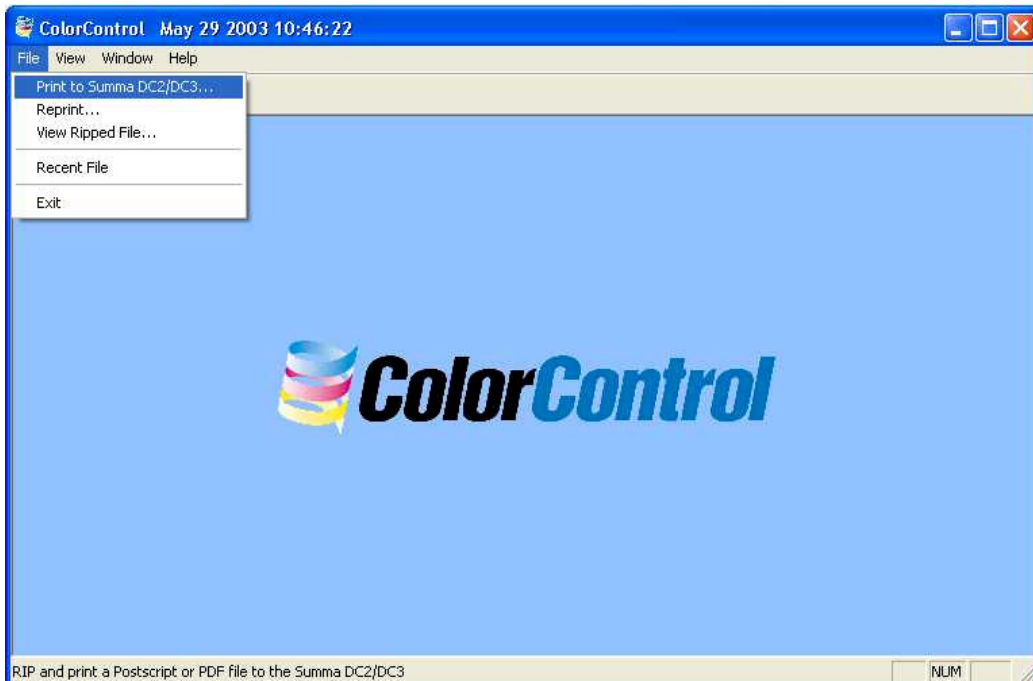 ColorControl May 29 2003 10:46:22
File View Window Help
Print to Summa DC2/DC3...
Reprint...
View Ripped File...
Recent File
Exit
ColorControl
RIP and print a Postscript or PDF file to the Summa DC2/DC3
NUM